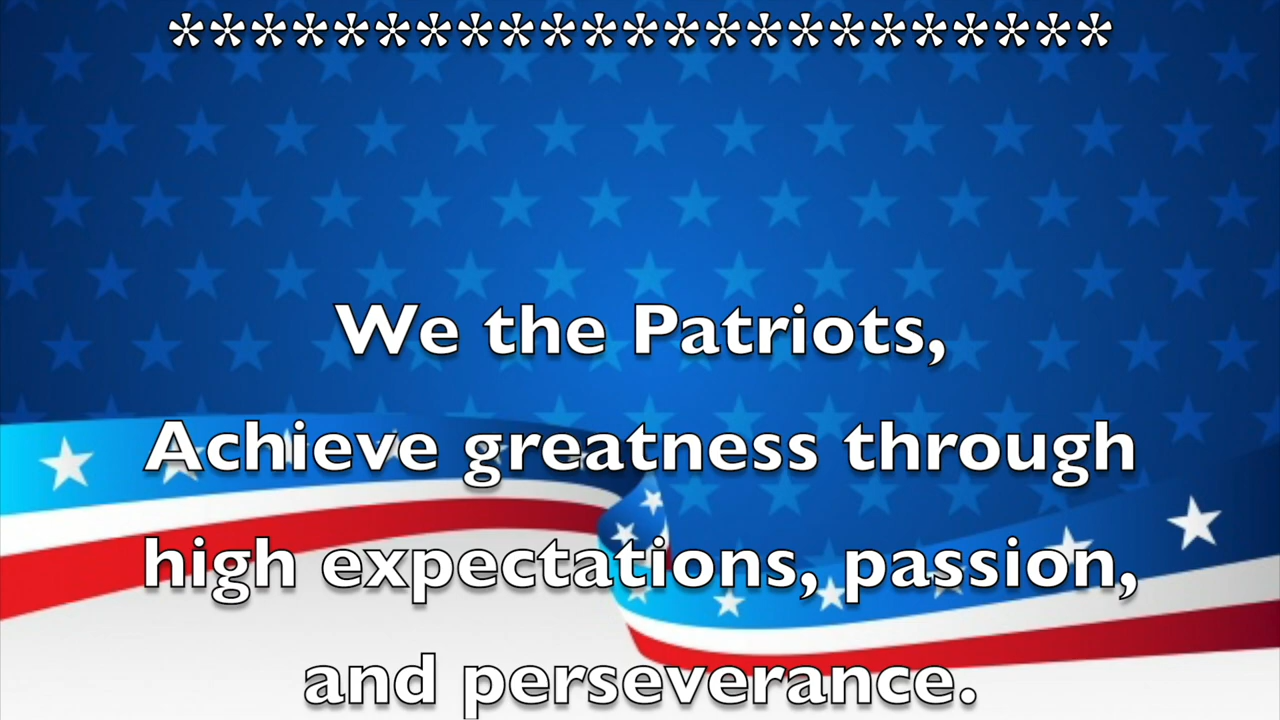 ***********************
We the Patriots,
Achieve greatness through
high expectations, passion,
and perseverance.